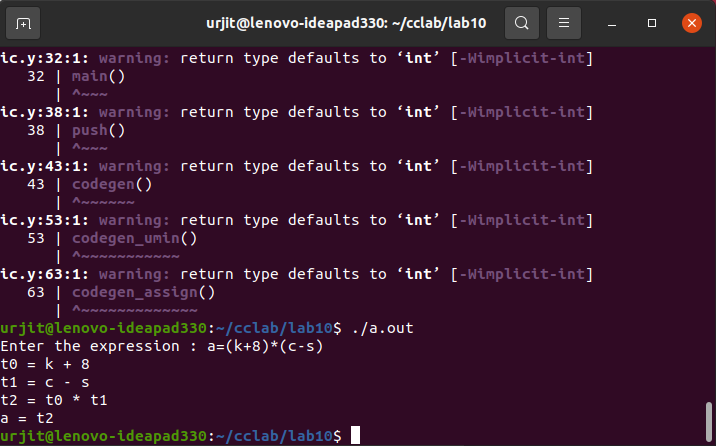 urjit@lenovo-ideapad330: ~/cclab/lab10
ic.y:32:1: warning: return type defaults to ‘int’ [-Wimplicit-int]
   32 | main()
      | ^~~~
ic.y:38:1: warning: return type defaults to ‘int’ [-Wimplicit-int]
   38 | push()
      | ^~~~
ic.y:43:1: warning: return type defaults to ‘int’ [-Wimplicit-int]
   43 | codegen()
      | ^~~~~~~
ic.y:53:1: warning: return type defaults to ‘int’ [-Wimplicit-int]
   53 | codegen_umin()
      | ^~~~~~~~~~~~
ic.y:63:1: warning: return type defaults to ‘int’ [-Wimplicit-int]
   63 | codegen_assign()
      | ^~~~~~~~~~~~~~
urjit@lenovo-ideapad330:~/cclab/lab10$ ./a.out
Enter the expression : a=(k+8)*(c-s)
t0 = k + 8
t1 = c - s
t2 = t0 * t1
a = t2
urjit@lenovo-ideapad330:~/cclab/lab10$